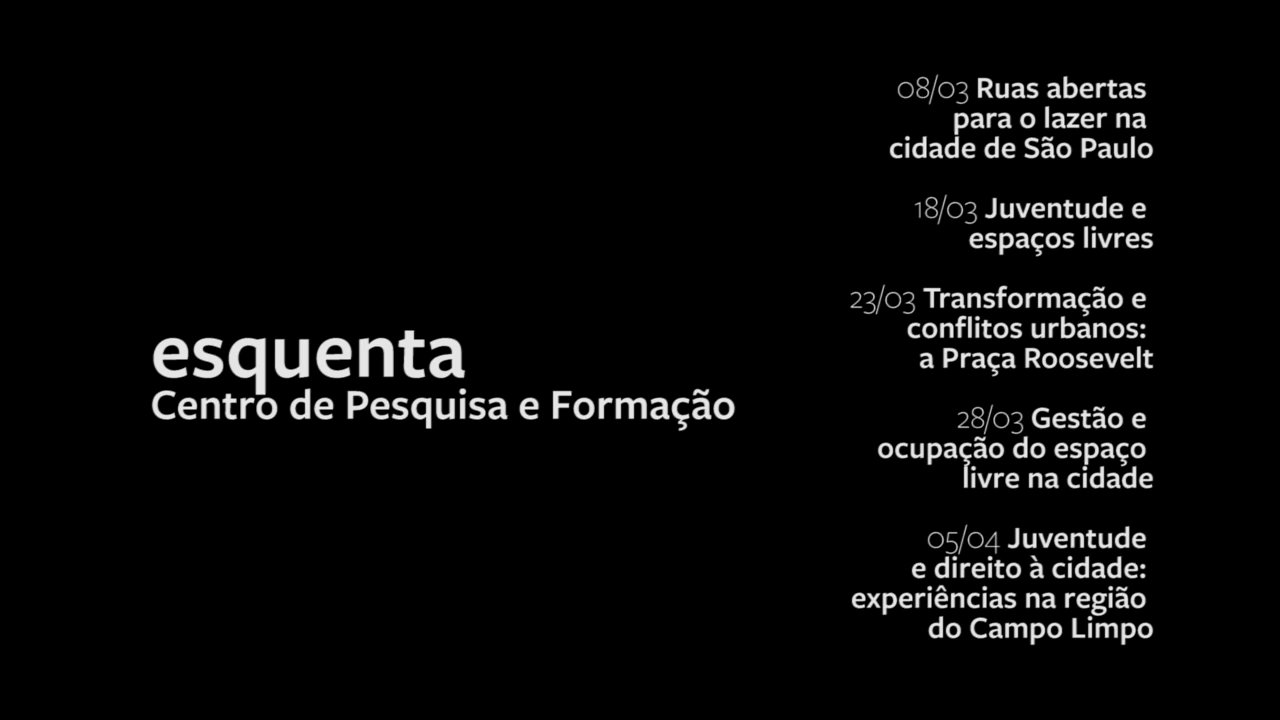 esquenta
Centro de Pesquisa e Formação
08/03 Ruas abertas
para o lazer na
cidade de São Paulo
18/03 Juventude e
espaços livres
23/03 Transformação e
conflitos urbanos:
a Praça Roosevelt
28/03 Gestão e
ocupação do espaço
livre na cidade
05/04 Juventude
e direito à cidade:
experiências na região
do Campo Limpo